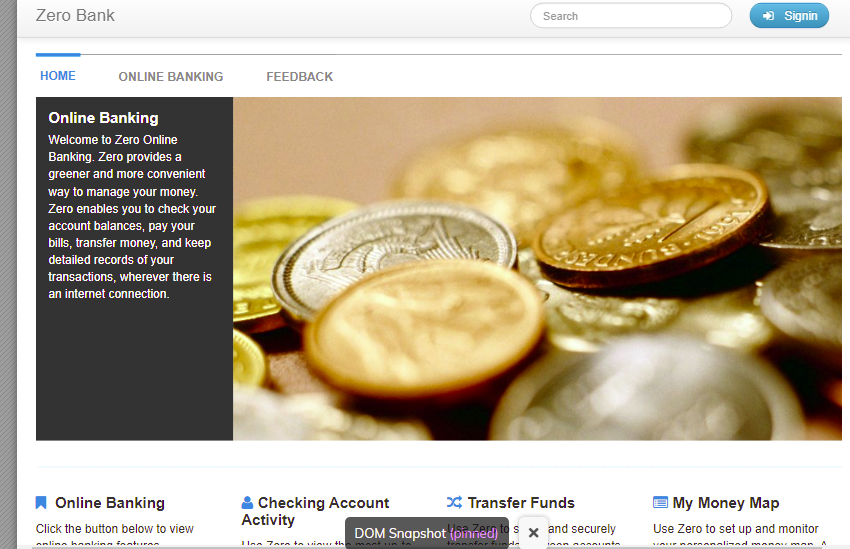 Zero Bank
Search
Signin
HOME
ONLINE BANKING
FEEDBACK
Online Banking
Welcome to Zero Online
Banking. Zero provides a
greener and more convenient
way to manage your money.
Zero enables you to check your
account balances, pay your
bills, transfer money, and keep
detailed records of your
transactions, wherever there is
an internet connection.
Online Banking
Click the button below to view
online banking features.
Checking Account
Activity
Use Zero to view the most up-to
Transfer Funds
Use Zero to and securely
transfer funds accounts
My Money Map
Use Zero to set up and monitor
your personalized money map. A
DOM Snapshot (pinned)